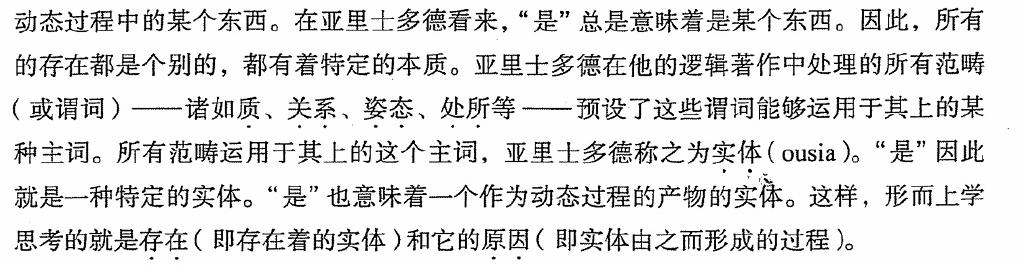 动态过程中的某个东西。在亚里士多德看来，“是”总是意味着是某个东西。因此，所有
的存在都是个别的，都有着特定的本质。亚里士多德在他的逻辑著作中处理的所有范畴
（或谓词）——诸如质、关系、姿态、处所等——预设了这些谓词能够运用于其上的某
种主词。所有范畴运用于其上的这个主词，亚里士多德称之为实体（ousia）。“是”因此
就是一种特定的实体。“是”也意味着一个作为动态过程的产物的实体。这样，形而上学
思考的就是存在（即存在着的实体）和它的原因（即实体由之而形成的过程）。